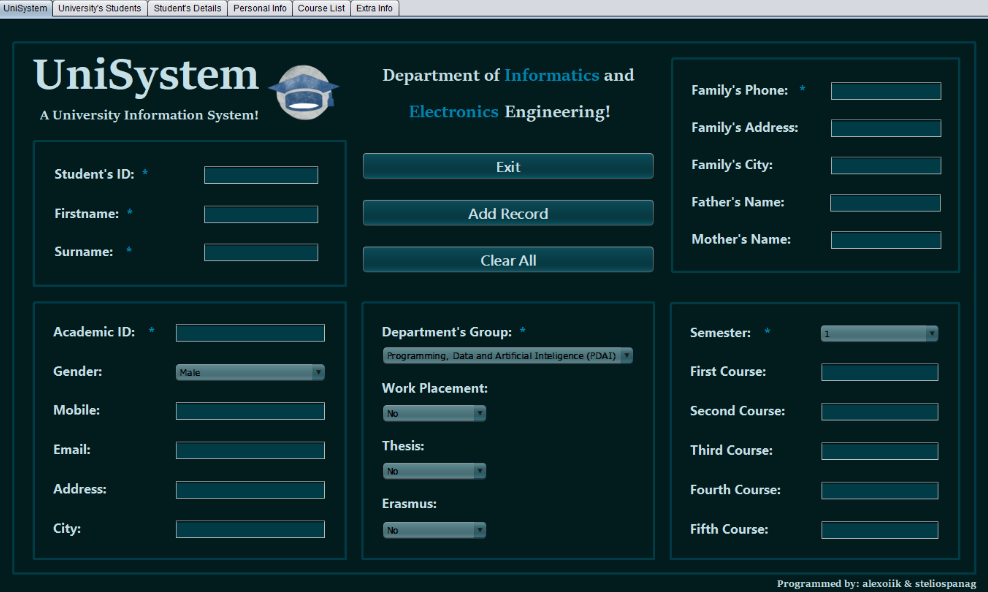 UniSystem University's Students Student's Details Personal Info Course List Extra Info
UniSystem
A University Information System!
Department of Informatics and
Electronics Engineering!
Exit
Add Record
Clear All
Family's Phone: *
Family's Address:
Family's City:
Father's Name:
Mother's Name:
Student's ID: *
Firstname: *
Surname: *
Academic ID: *
Gender: Male
Mobile:
Email:
Address:
City:
Department's Group: *
Programming, Data and Artificial Inteligence (PDAI)
Work Placement:
No
Thesis:
No
Erasmus:
No
Semester: * 1
First Course:
Second Course:
Third Course:
Fourth Course:
Fifth Course:
Programmed by: alexoiik & steliospanag